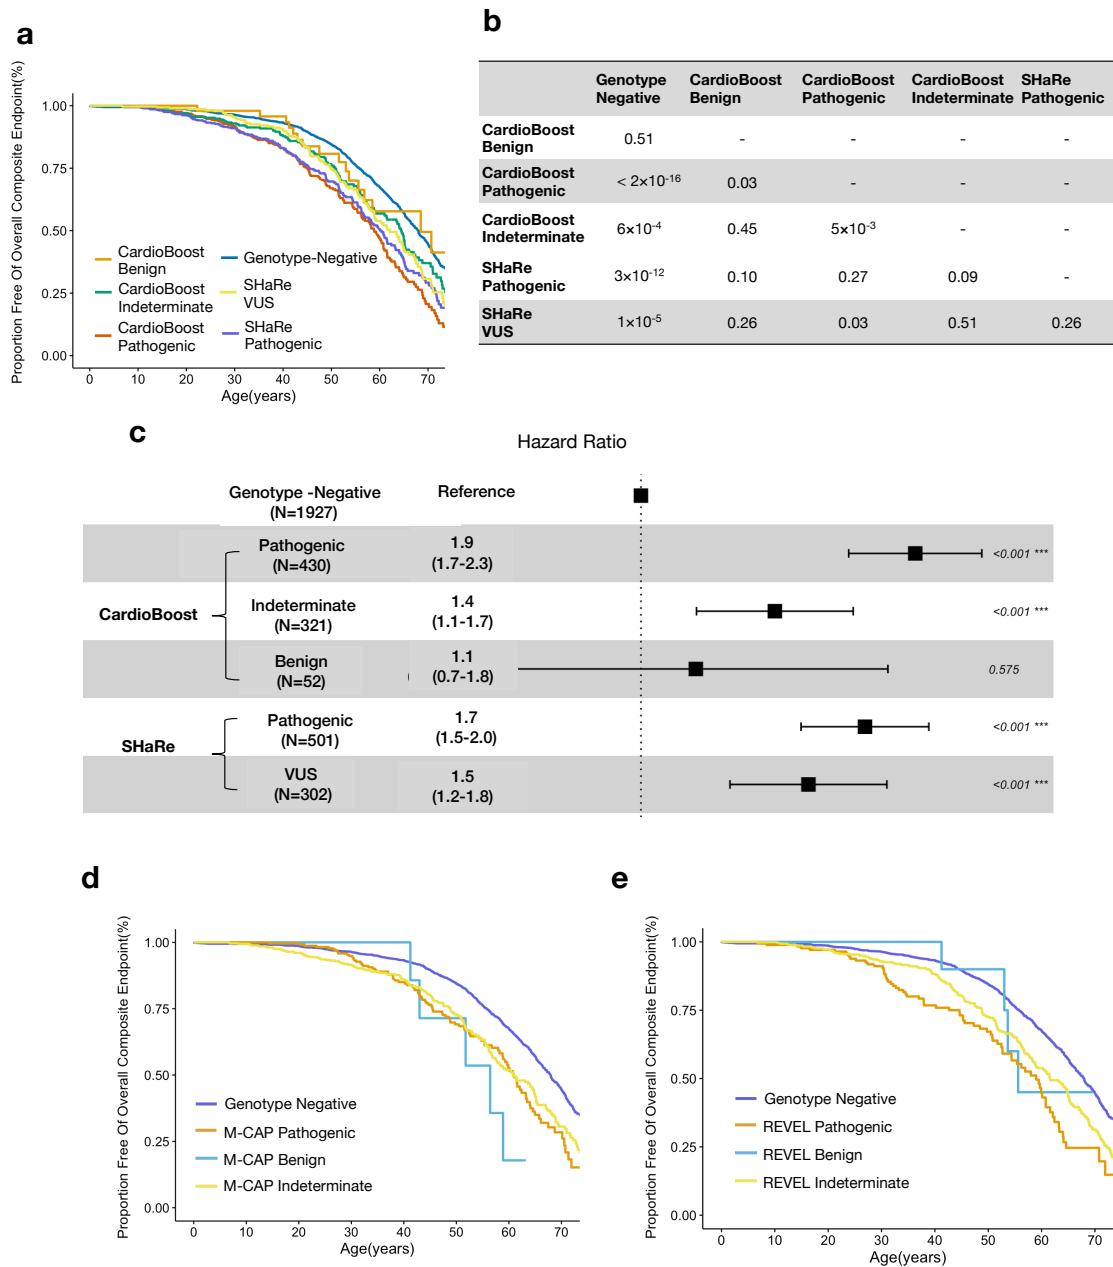 a
Proportion Free Of Overall Composite Endpoint(%)
1.00
0.75
0.50
0.25
0.00
CardioBoost
Benign
CardioBoost
Indeterminate
CardioBoost
Pathogenic
Genotype-Negative
SHaRe
VUS
SHaRe
Pathogenic
0 10 20 30 40 50 60 70
Age(years)
b
Genotype Negative CardioBoost Benign CardioBoost Pathogenic CardioBoost Indeterminate SHaRe Pathogenic
CardioBoost Benign 0.51 - - - -
CardioBoost Pathogenic < 2×10-16 0.03 - - -
CardioBoost Indeterminate 6×10-4 0.45 5×10-3 - -
SHaRe Pathogenic 3×10-12 0.10 0.27 0.09 -
SHaRe VUS 1×10-5 0.26 0.03 0.51 0.26
c
Hazard Ratio
Genotype -Negative Reference
(N=1927)
CardioBoost
Pathogenic 1.9
(N=430) (1.7-2.3) <0.001 ***
Indeterminate 1.4
(N=321) (1.1-1.7) <0.001 ***
Benign 1.1
(N=52) (0.7-1.8) 0.575
SHaRe
Pathogenic 1.7
(N=501) (1.5-2.0) <0.001 ***
VUS 1.5
(N=302) (1.2-1.8) <0.001 ***
d
Proportion Free Of Overall Composite Endpoint(%)
1.00
0.75
0.50
0.25
0.00
Genotype Negative
M-CAP Pathogenic
M-CAP Benign
M-CAP Indeterminate
0 10 20 30 40 50 60 70
Age(years)
e
Proportion Free Of Overall Composite Endpoint(%)
1.00
0.75
0.50
0.25
0.00
Genotype Negative
REVEL Pathogenic
REVEL Benign
REVEL Indeterminate
0 10 20 30 40 50 60 70
Age(years)